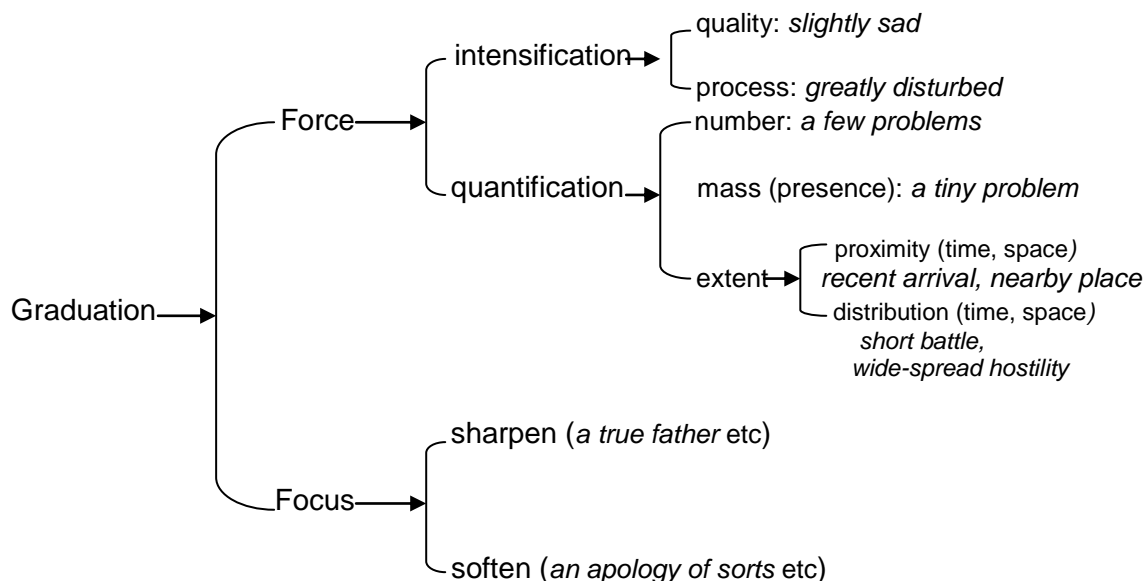 quality: slightly sad
intensification
process: greatly disturbed
Force
number: a few problems
quantification
mass (presence): a tiny problem
proximity (time, space)
extent
recent arrival, nearby place
Graduation
distribution (time, space)
short battle,
wide-spread hostility
sharpen (a true father etc)
Focus
soften (an apology of sorts etc)